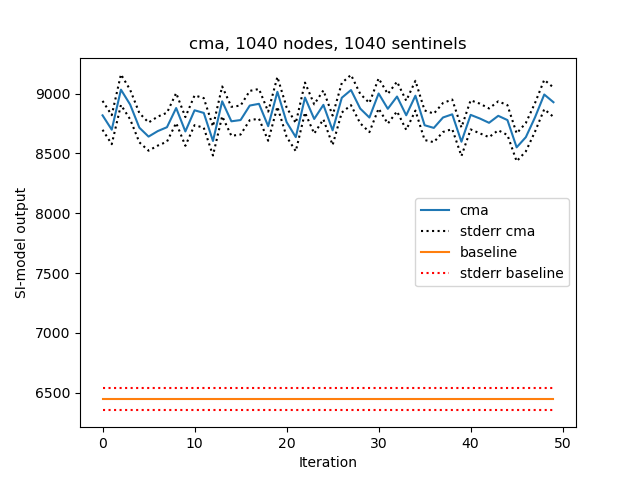 cma, 1040 nodes, 1040 sentinels
SI-model output
9000
8500
8000
7500
7000
6500
cma
stderr cma
baseline
stderr baseline
0 10 20 30 40 50
Iteration